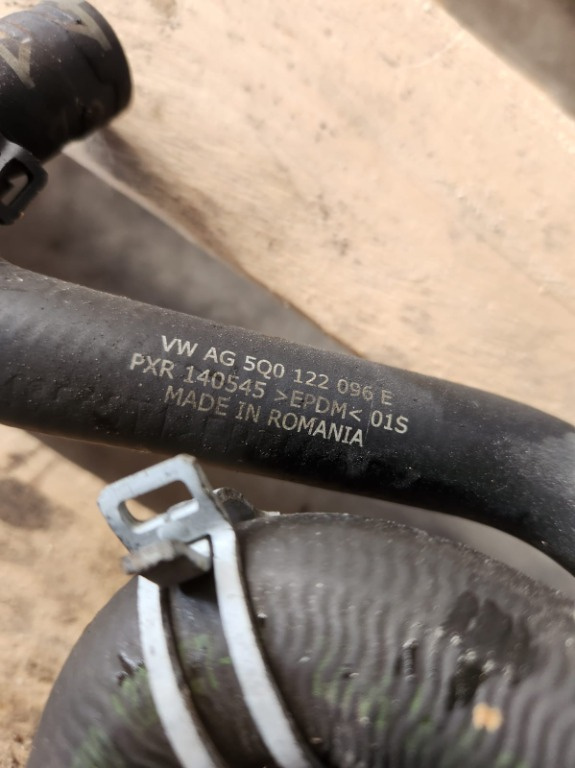 VW AG 5Q0 122 096 E
PXR 140545 >EPDM< 01S
MADE IN ROMANIA